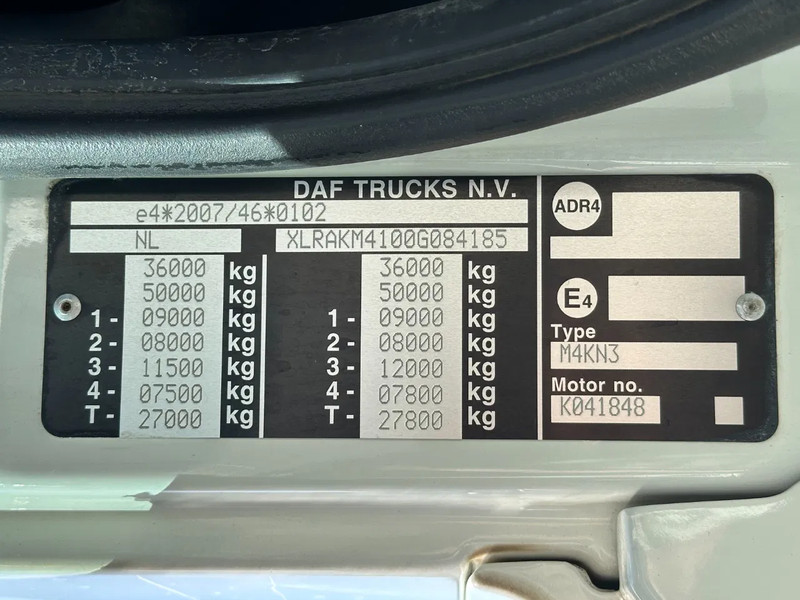 DAF TRUCKS N.V.
e4*2007/46*0102
NL XLRAKM4100G084185
36000 kg 36000 kg
50000 kg 50000 kg
1- 09000 kg 1- 09000 kg
2- 08000 kg 2- 08000 kg
3- 11500 kg 3- 12000 kg
4- 07500 kg 4- 07800 kg
T- 27000 kg T- 27800 kg
ADR4
E4
Type
M4KN3
Motor no.
K041848